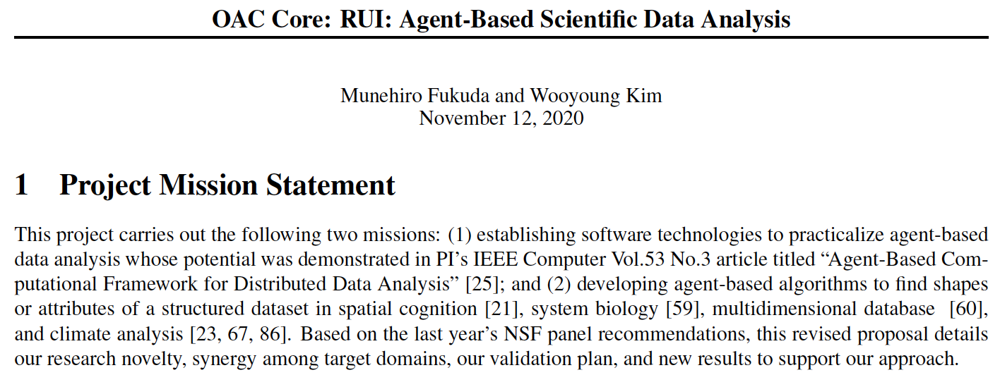 OAC Core: RUI: Agent-Based Scientific Data Analysis
Munehiro Fukuda and Wooyoung Kim
November 12, 2020
1 Project Mission Statement
This project carries out the following two missions: (1) establishing software technologies to practicalize agent-based
data analysis whose potential was demonstrated in PI's IEEE Computer Vol.53 No.3 article titled “Agent-Based Com-
putational Framework for Distributed Data Analysis” [25]; and (2) developing agent-based algorithms to find shapes
or attributes of a structured dataset in spatial cognition [21], system biology [59], multidimensional database [60],
and climate analysis [23, 67, 86]. Based on the last year's NSF panel recommendations, this revised proposal details
our research novelty, synergy among target domains, our validation plan, and new results to support our approach.